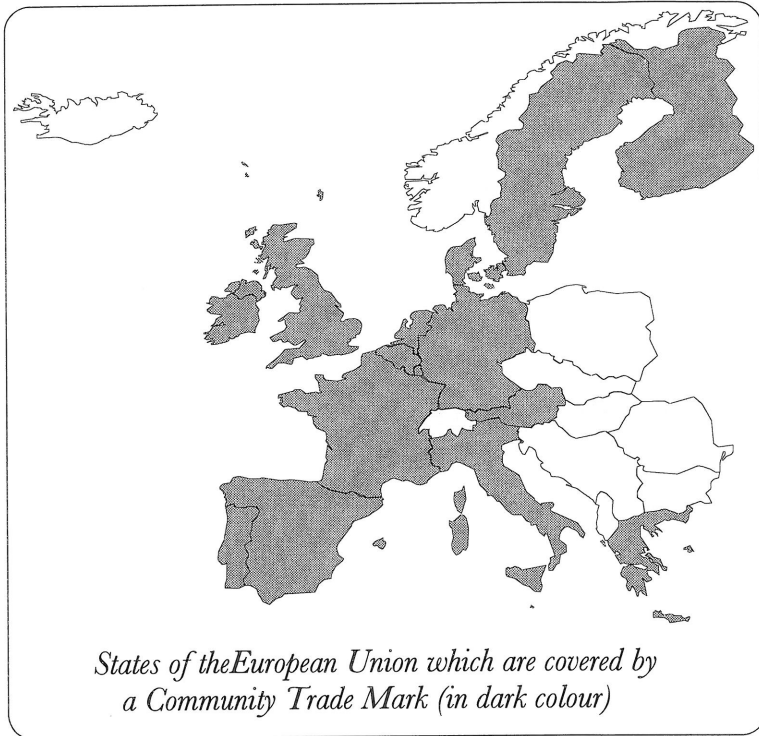 States of theEuropean Union which are covered by
a Community Trade Mark (in dark colour)